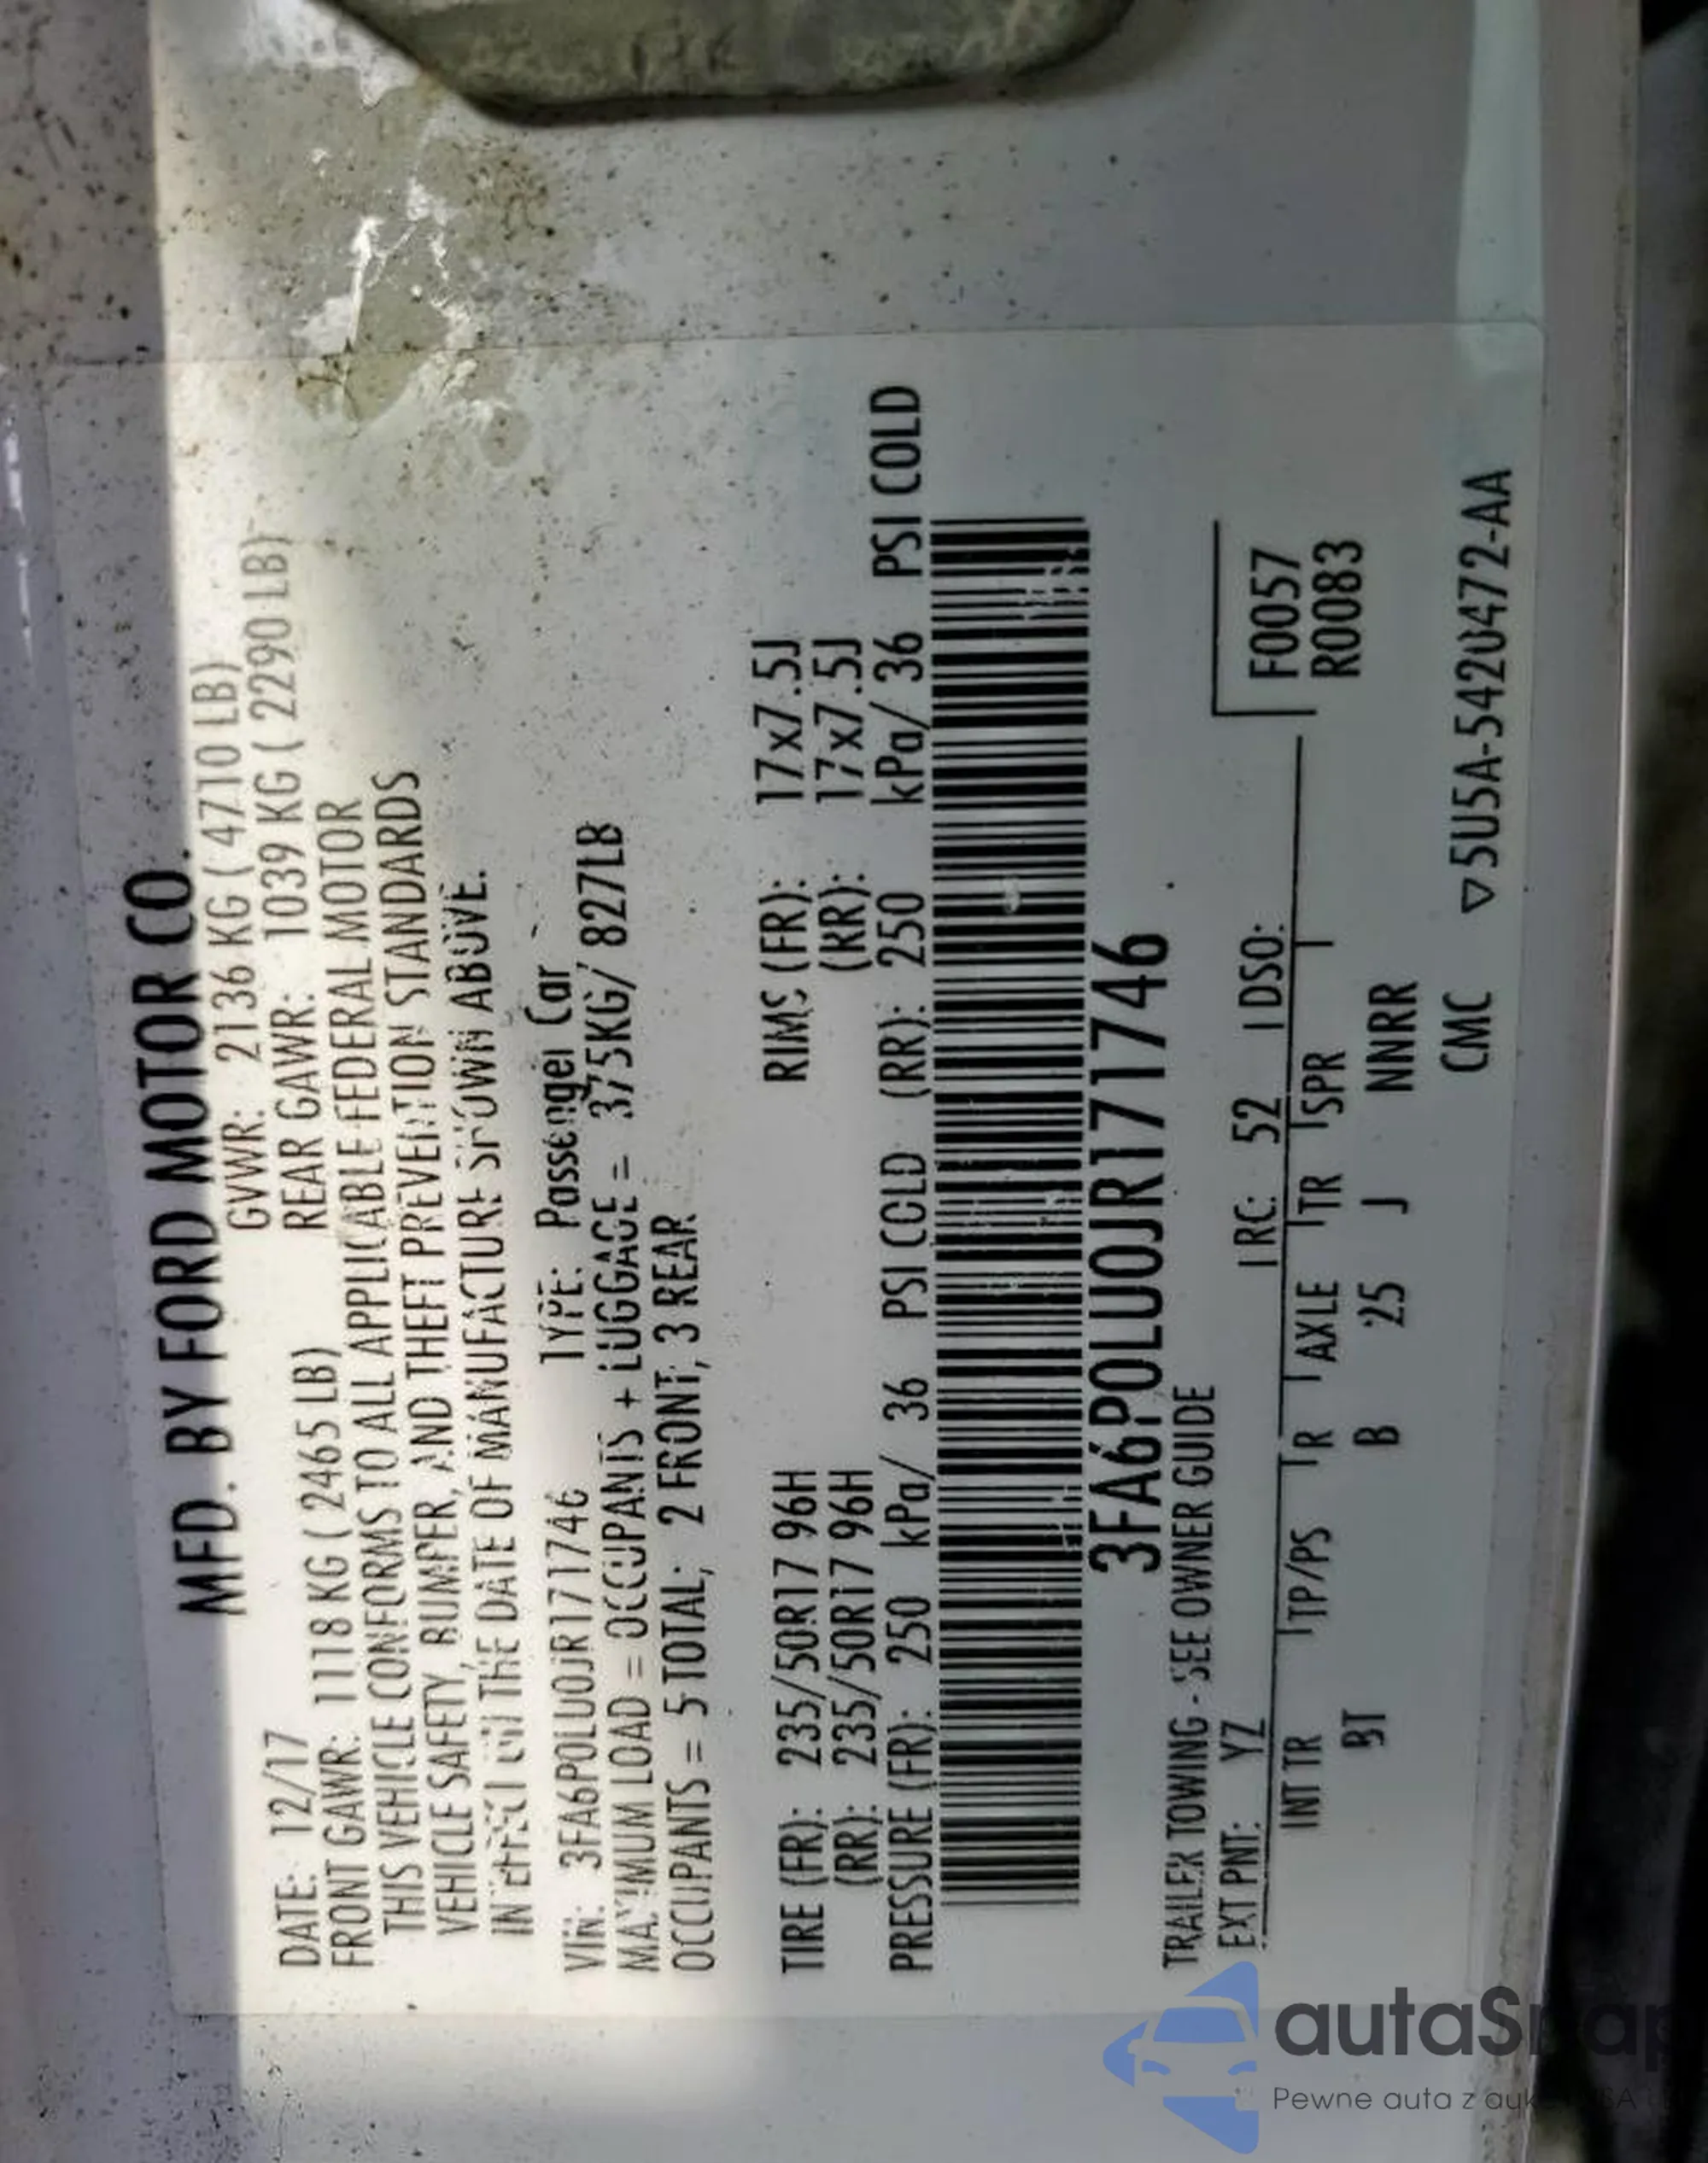 MFD. BY FORD MOTOR CO.
DATE: 12/17 GVWR: 2136 KG ( 4710 LB)
FRONT GAWR: 1118 KG ( 2465 LB) REAR GAWR: 1039 KG ( 2290 LB)
THIS VEHICLE CONFORMS TO ALL APPLICABLE FEDERAL MOTOR
VEHICLE SAFETY, BUMPER, AND THEFT PREVENTION STANDARDS
IN EFFECT ON THE DATE OF MANUFACTURE SHOWN ABOVE.
VIN: 3FA6P0LU0JR171746 TYPE: Passenger Car
MAXIMUM LOAD = OCCUPANTS + LUGGAGE = 375KG/ 827LB
OCCUPANTS = 5 TOTAL; 2 FRONT, 3 REAR
TIRE (FR): 235/50R17 96H RIMS (FR): 17x7.5J
(RR): 235/50R17 96H (RR): 17x7.5J
PRESSURE (FR): 250 kPa/ 36 PSI COLD (RR): 250 kPa/ 36 PSI COLD
3FA6P0LU0JR171746
TRAILER TOWING - SEE OWNER GUIDE
EXT PNT: YZ RC: 52 DSO:
INT TR TP/PS R AXLE TR SPR F0057
BT B 25 J NNRR R0083
CMC ▽5U5A-5420472-AA
Pewne auta z